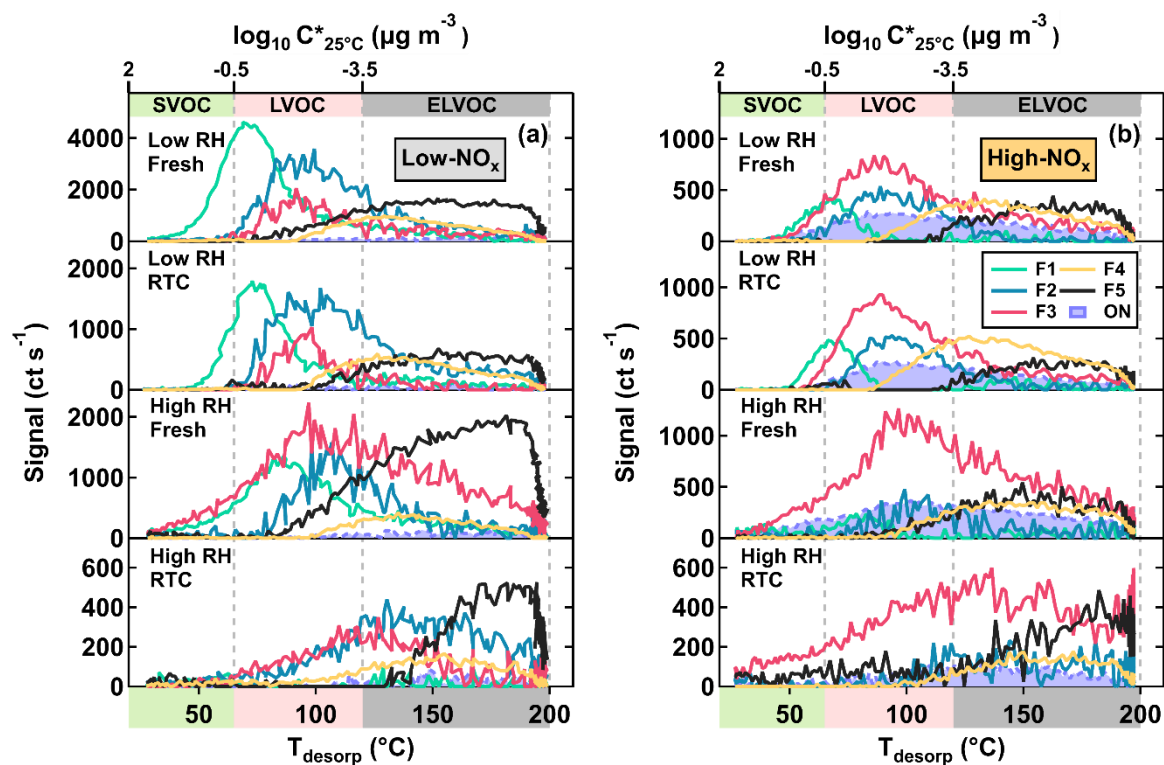 log₁₀ C*₂₅°C (µg m⁻³)
2 -0.5 -3.5
SVOC LVOC ELVOC
(a)
Low RH
Fresh
Low-NOₓ
4000
2000
0
Low RH
RTC
2000
1000
0
High RH
Fresh
2000
1000
0
High RH
RTC
600
400
200
0
Signal (ct s⁻¹)
50 100 150 200
T_desorp (°C)
log₁₀ C*₂₅°C (µg m⁻³)
2 -0.5 -3.5
SVOC LVOC ELVOC
(b)
Low RH
Fresh
High-NOₓ
1000
500
0
Low RH
RTC
F1 F4
F2 F5
F3 ON
1000
500
0
High RH
Fresh
1000
500
0
High RH
RTC
600
400
200
0
Signal (ct s⁻¹)
50 100 150 200
T_desorp (°C)